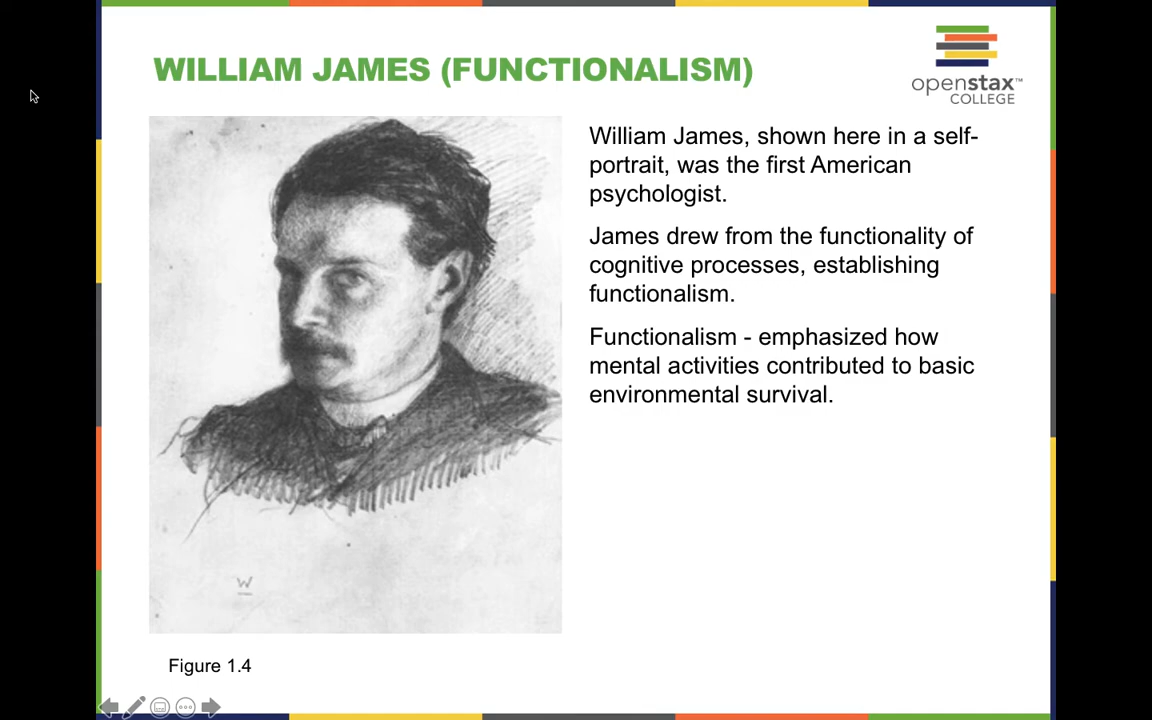 WILLIAM JAMES (FUNCTIONALISM)
openstax™
COLLEGE
William James, shown here in a self-
portrait, was the first American
psychologist.
James drew from the functionality of
cognitive processes, establishing
functionalism.
Functionalism - emphasized how
mental activities contributed to basic
environmental survival.
W
Figure 1.4